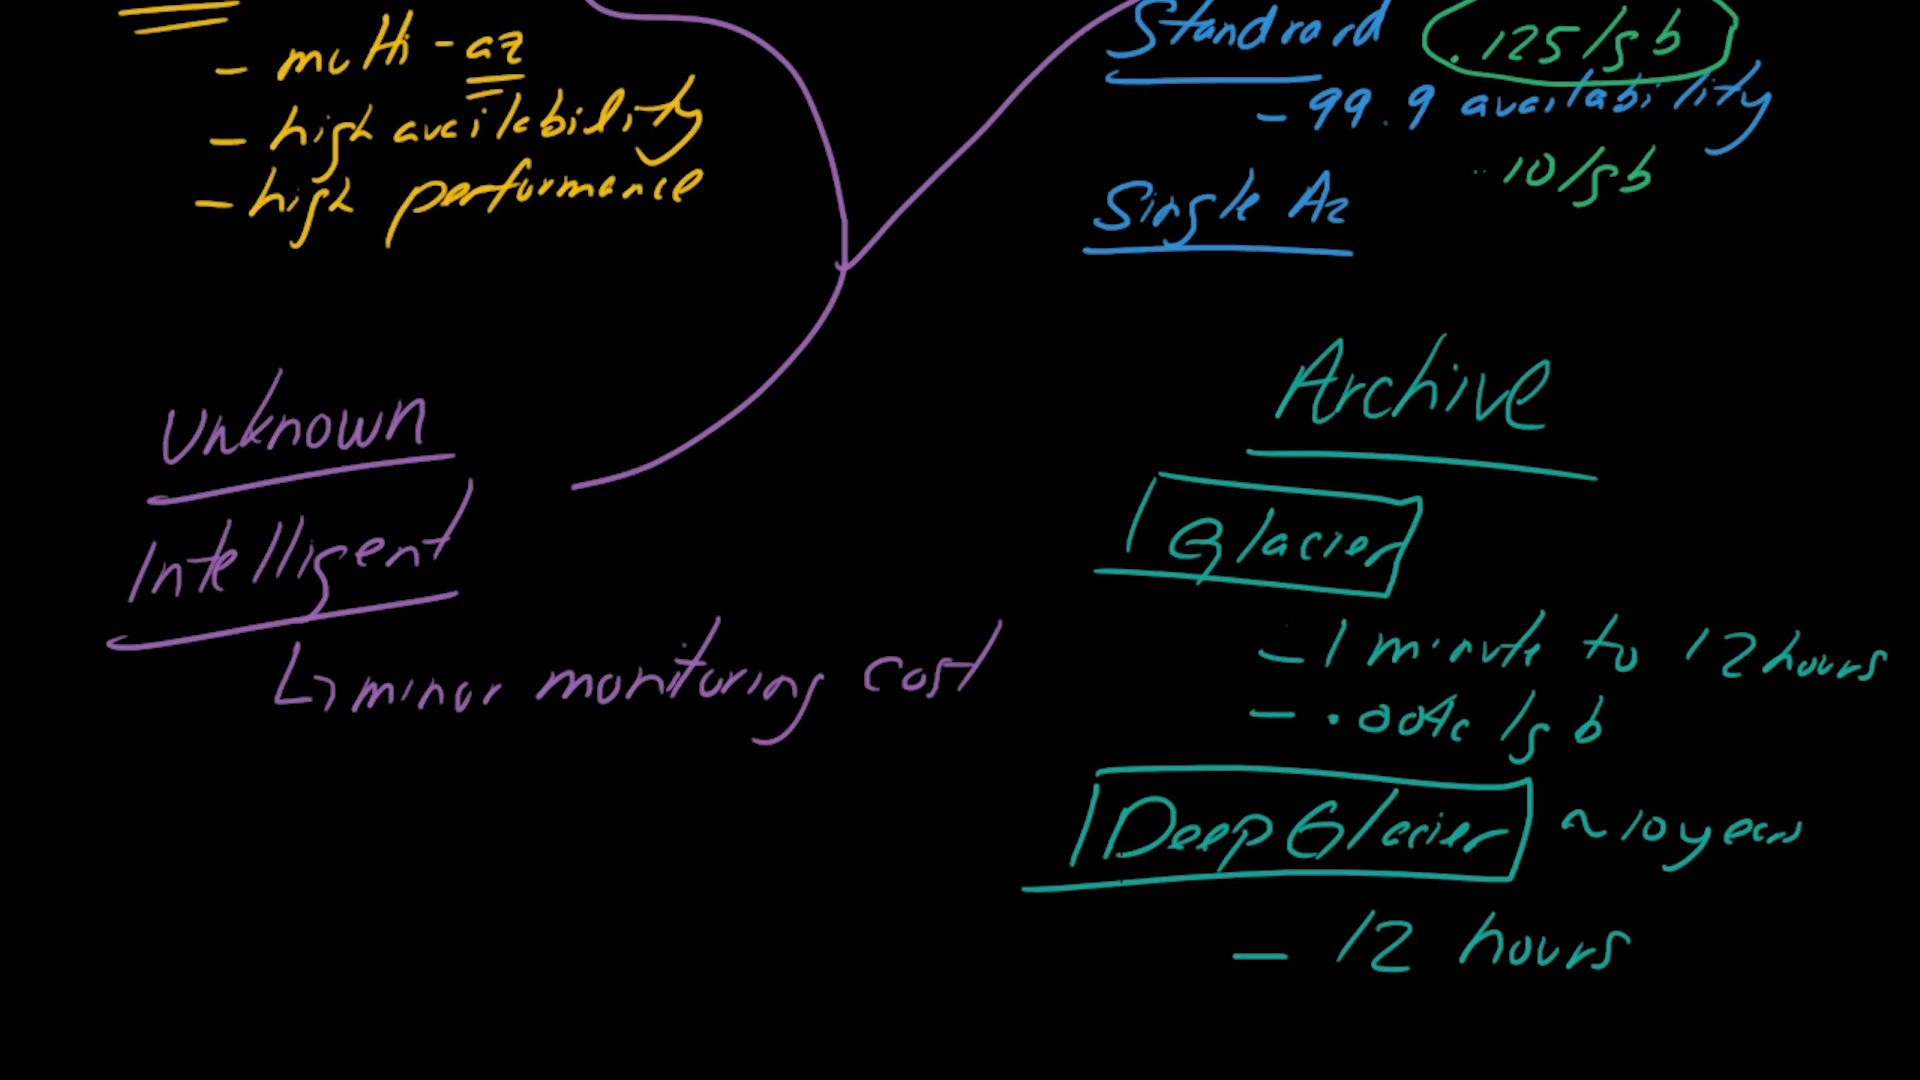 - multi-az
- high availability
- high performance
Standard .125/gb
- 99.9 availability
.10/gb
Single Az
Unknown
Intelligent
↳ minor monitoring cost
Archive
Glacier
- 1 minute to 12 hours
- .004c/gb
Deep Glacier ~10 years
- 12 hours